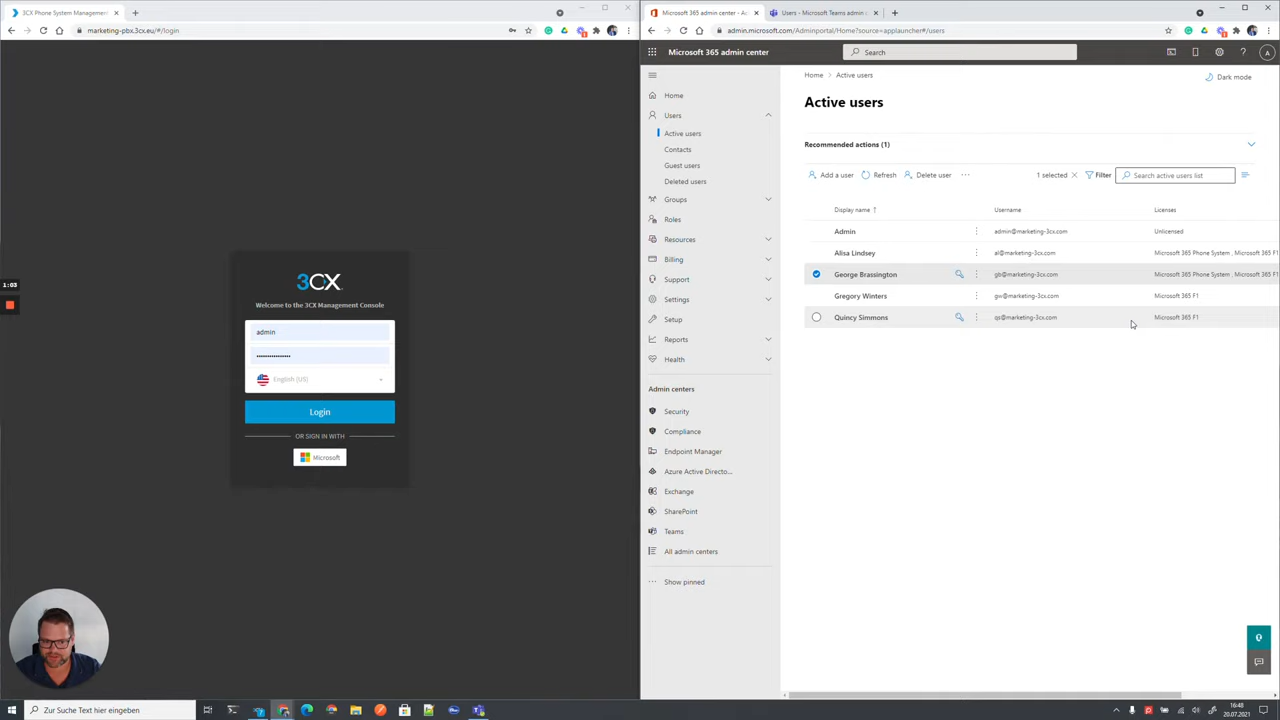 3CX Phone System Management
marketing-pbx.3cx.eu/#/login
1:03
3CX
Welcome to the 3CX Management Console
admin
English (US)
Login
OR SIGN IN WITH
Microsoft
Microsoft 365 admin center - A
Users - Microsoft Teams admin c
admin.microsoft.com/Adminportal/Home?source=applauncher#/users
Microsoft 365 admin center
Search
Home
Users
Active users
Contacts
Guest users
Deleted users
Groups
Roles
Resources
Billing
Support
Settings
Setup
Reports
Health
Admin centers
Security
Compliance
Endpoint Manager
Azure Active Directo...
Exchange
SharePoint
Teams
All admin centers
Show pinned
Home > Active users
Dark mode
Active users
Recommended actions (1)
Add a user Refresh Delete user ... 1 selected Filter Search active users list
Display name ↑ Username Licenses
Admin admin@marketing-3cx.com Unlicensed
Alisa Lindsey al@marketing-3cx.com Microsoft 365 Phone System , Microsoft 365 F1
George Brassington gb@marketing-3cx.com Microsoft 365 Phone System , Microsoft 365 F1
Gregory Winters gw@marketing-3cx.com Microsoft 365 F1
Quincy Simmons qs@marketing-3cx.com Microsoft 365 F1
Zur Suche Text hier eingeben
16:48
20.07.2021